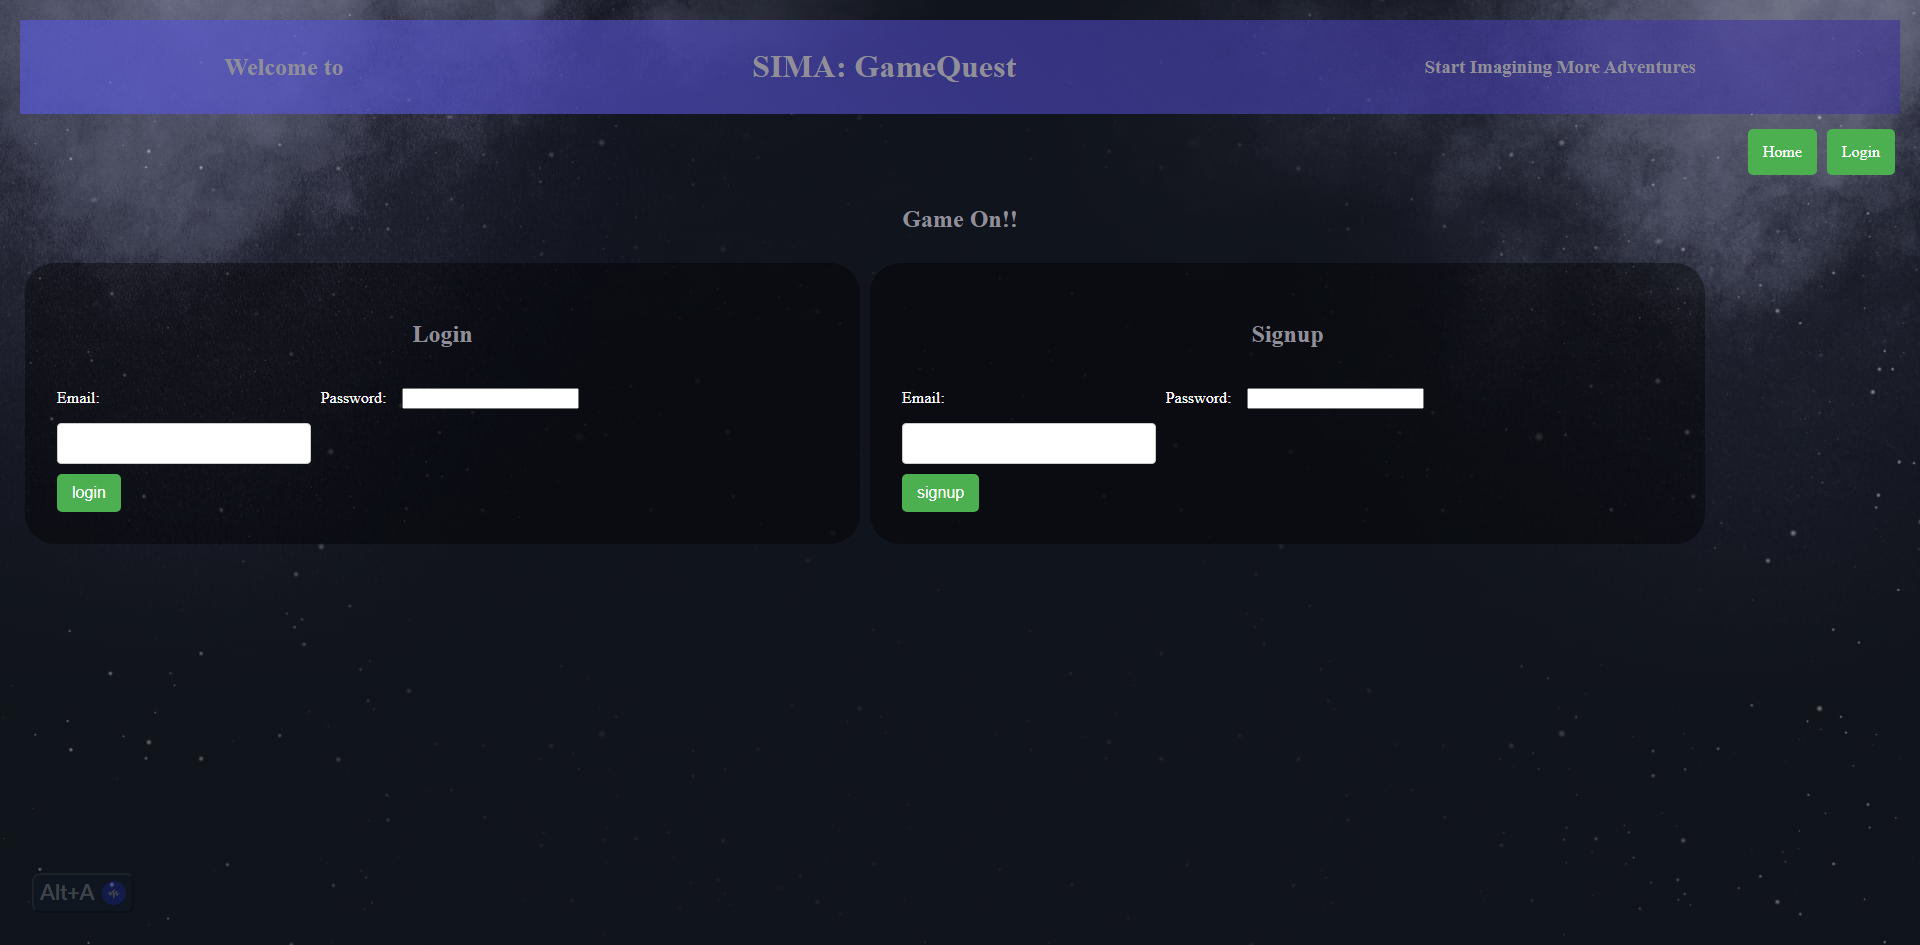 Welcome to
SIMA: GameQuest
Start Imagining More Adventures
Home
Login
Game On!!
Login
Email:
Password:
login
Signup
Email:
Password:
signup
Alt+A